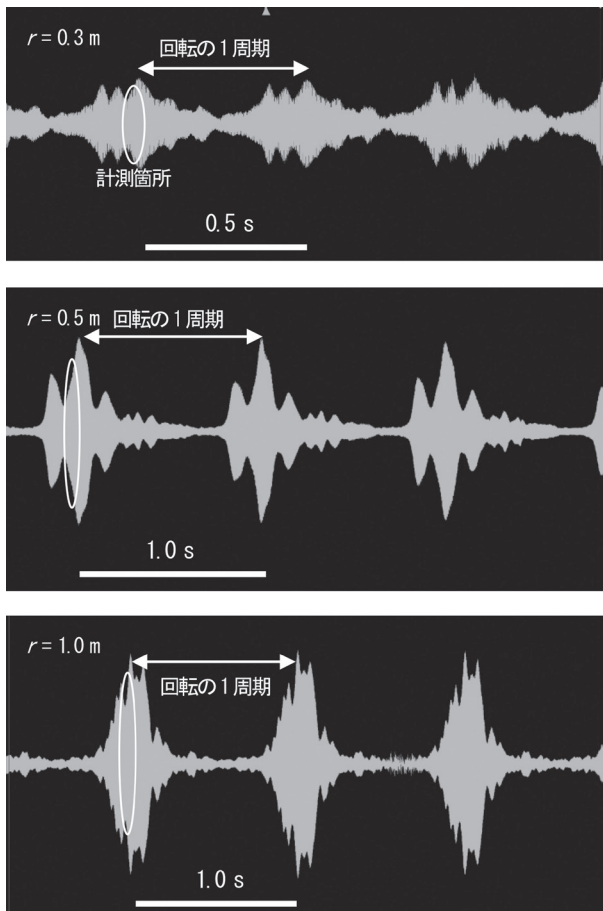 r = 0.3 m
回転の1周期
計測箇所
0.5 s
r = 0.5 m 回転の1周期
1.0 s
r = 1.0 m
回転の1周期
1.0 s